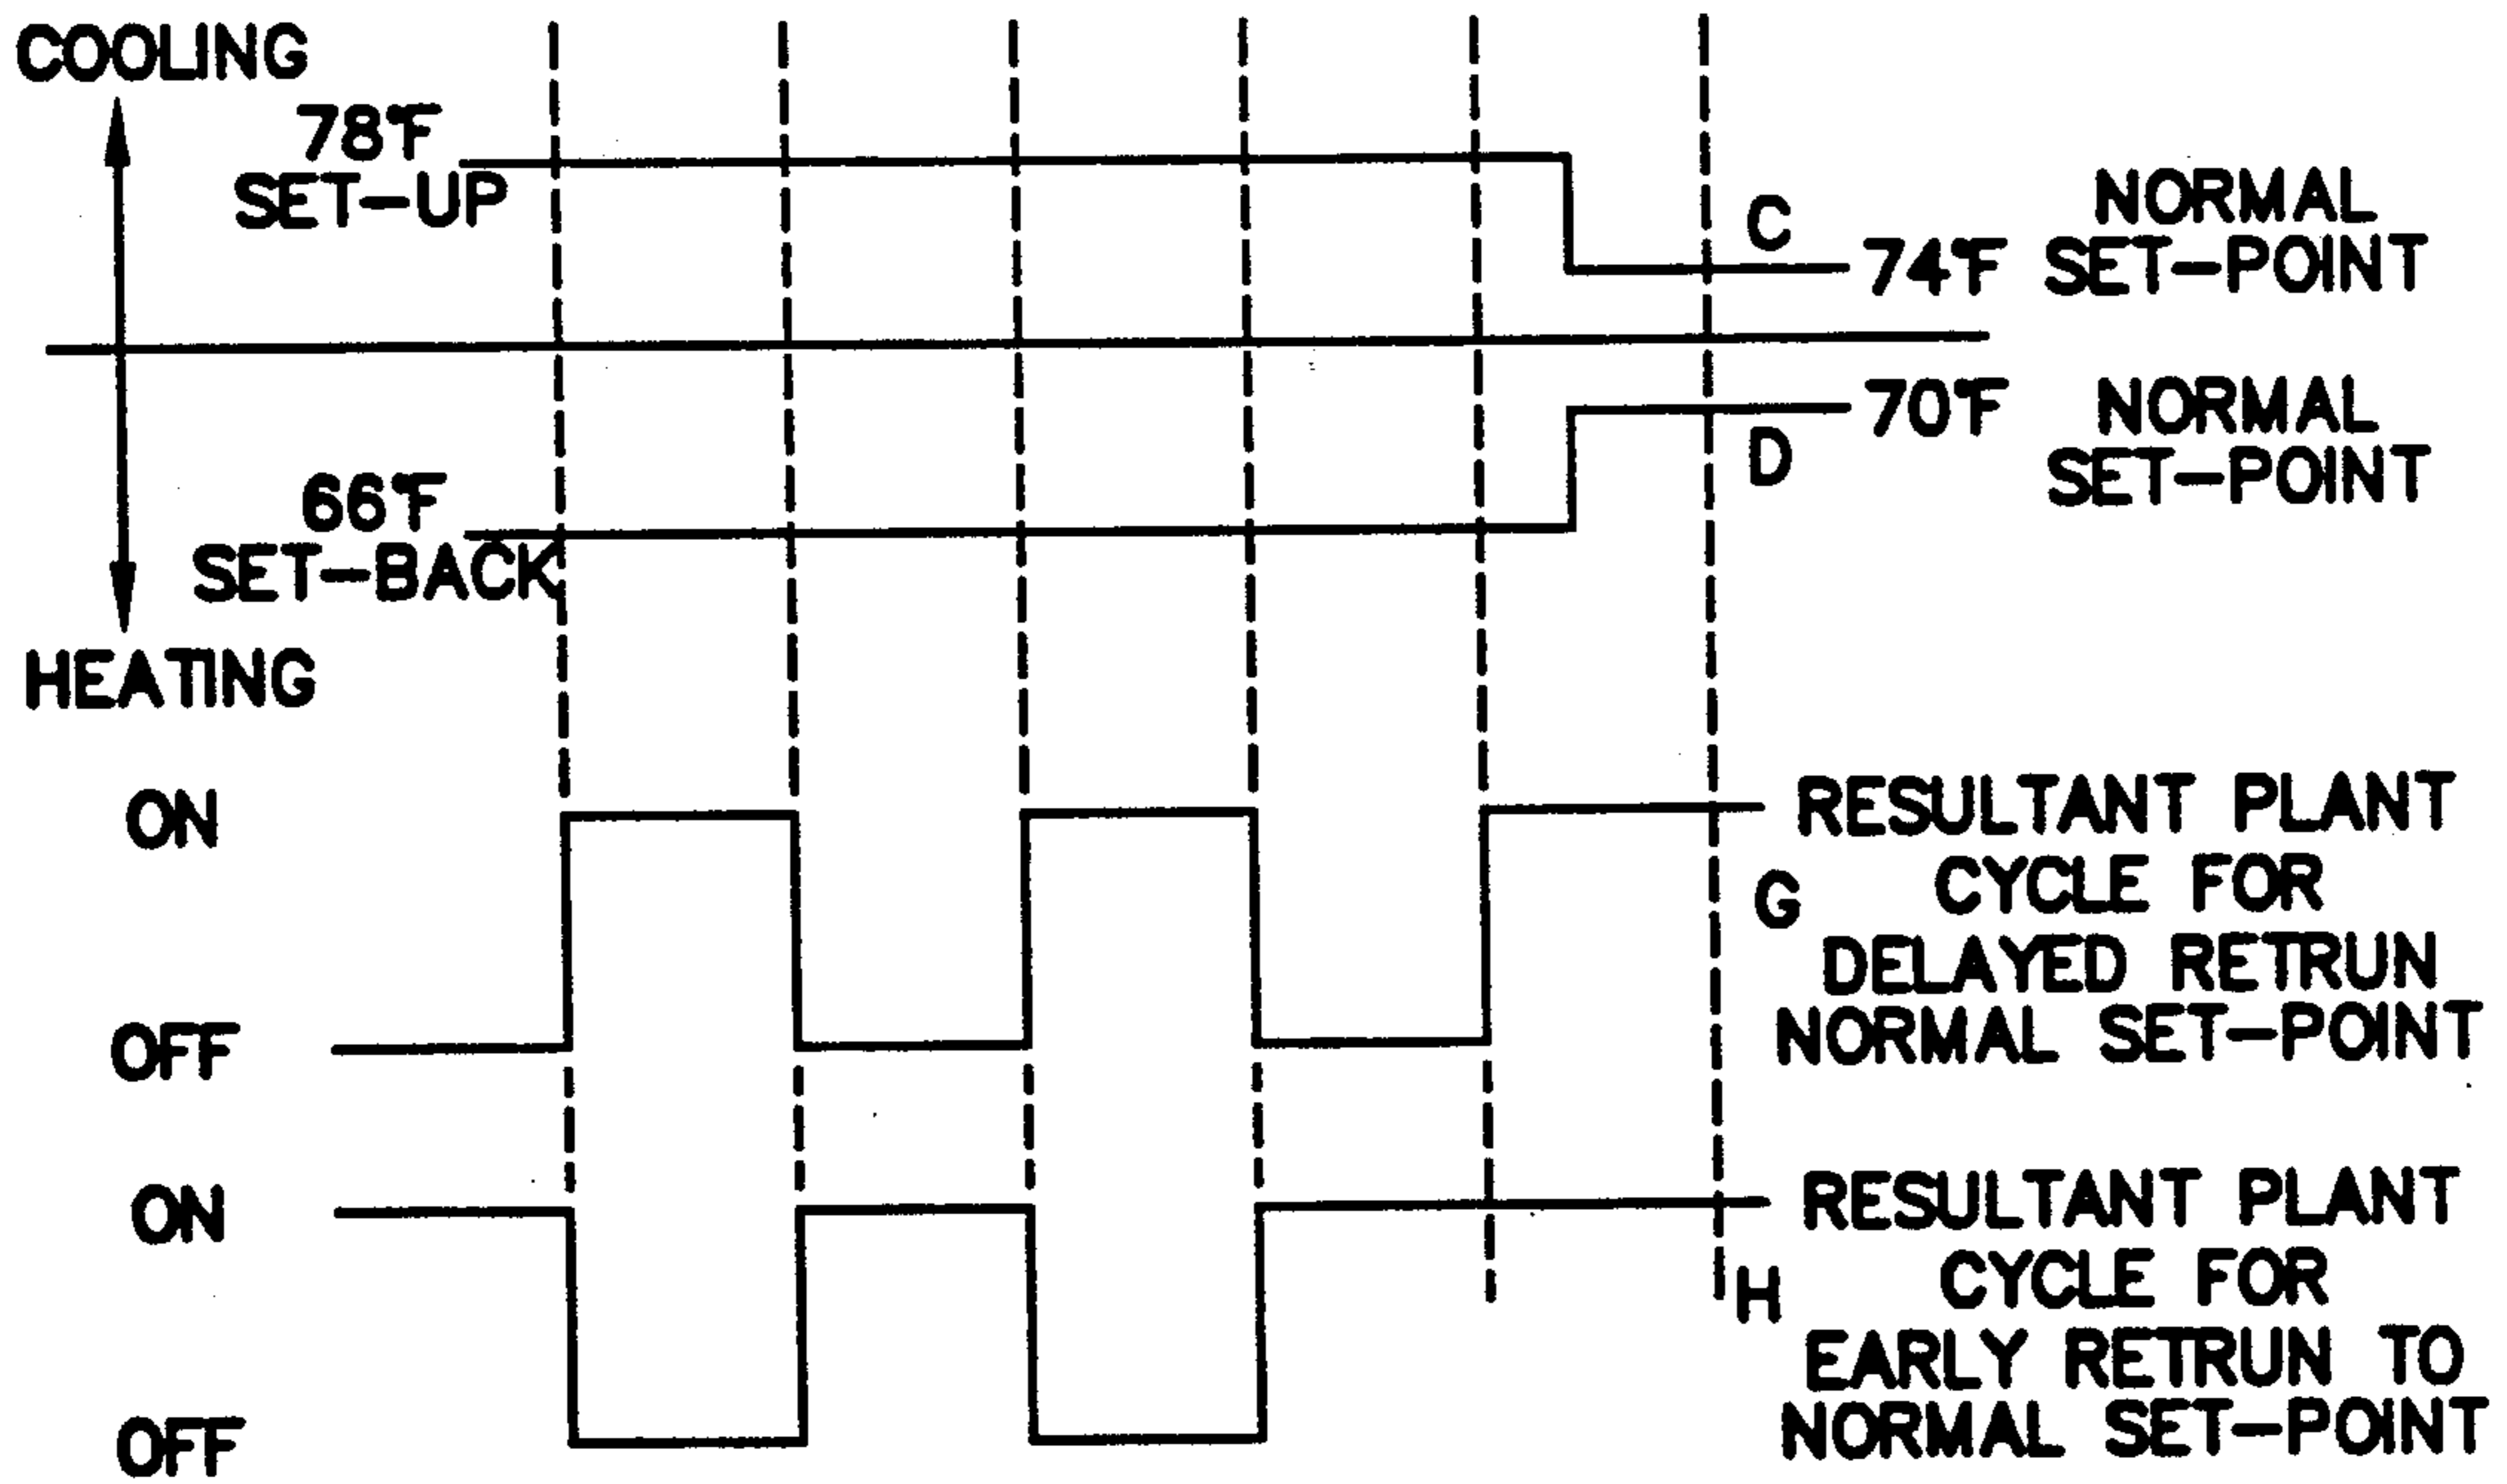 COOLING
78°F
SET-UP
C
NORMAL
74°F SET-POINT
70°F NORMAL
D
SET-POINT
66°F
SET-BACK
HEATING
ON
RESULTANT PLANT
G
CYCLE FOR
DELAYED RETRUN
OFF
NORMAL SET-POINT
ON
RESULTANT PLANT
H
CYCLE FOR
EARLY RETRUN TO
OFF
NORMAL SET-POINT